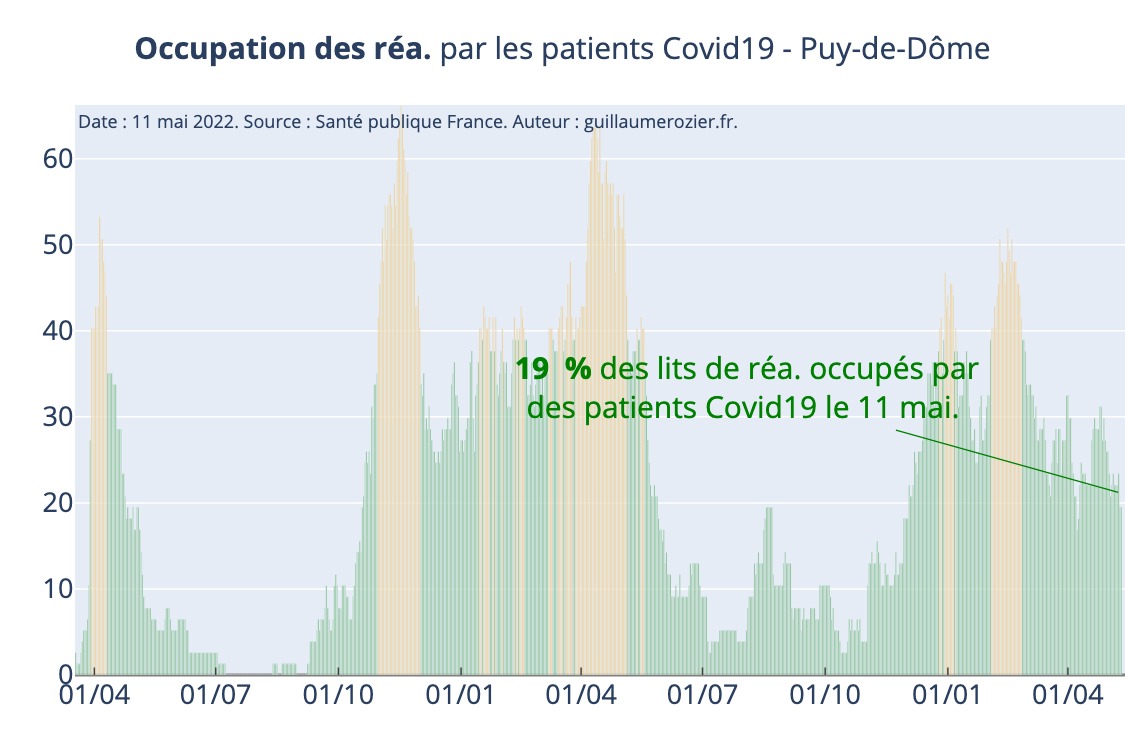 Occupation des réa. par les patients Covid19 - Puy-de-Dôme
Date : 11 mai 2022. Source : Santé publique France. Auteur : guillaumerozier.fr.
60
50
40
19 % des lits de réa. occupés par
des patients Covid19 le 11 mai.
30
20
10
0
01/04 01/07 01/10 01/01 01/04 01/07 01/10 01/01 01/04